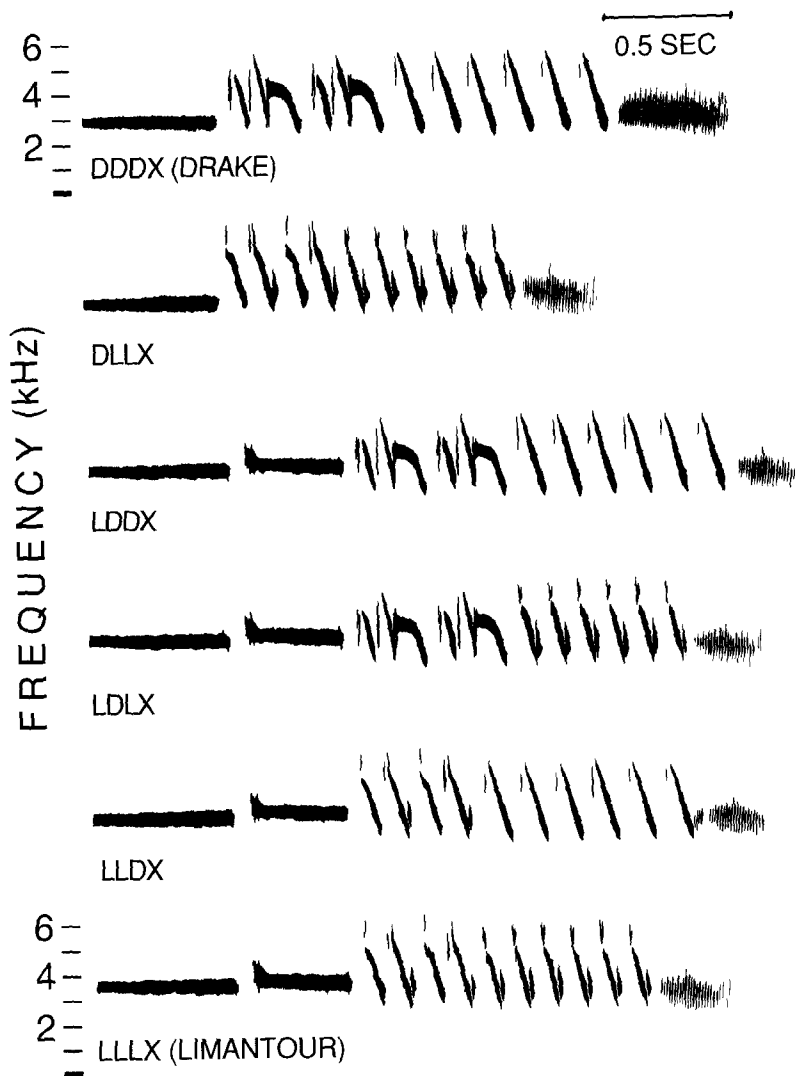 0.5 SEC
6
4
2
DDDX (DRAKE)
DLLX
FREQUENCY (kHz)
LDDX
LDLX
LLDX
6
4
2
LLLX (LIMANTOUR)